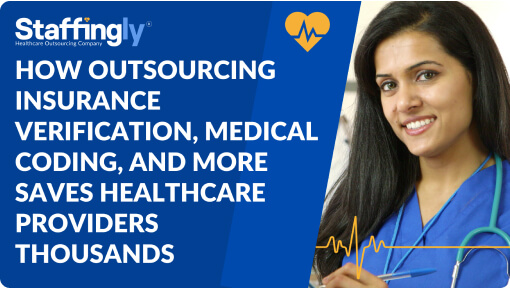 Staffingly®
Healthcare Outsourcing Company
HOW OUTSOURCING
INSURANCE
VERIFICATION, MEDICAL
CODING, AND MORE
SAVES HEALTHCARE
PROVIDERS
THOUSANDS